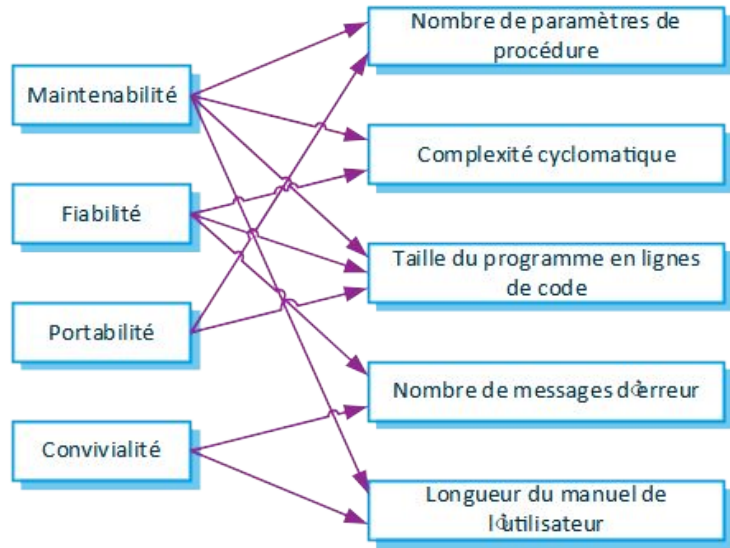 Maintenabilité
Fiabilité
Portabilité
Convivialité
Nombre de paramètres de
procédure
Complexité cyclomatique
Taille du programme en lignes
de code
Nombre de messages d'erreur
Longueur du manuel de
l'utilisateur